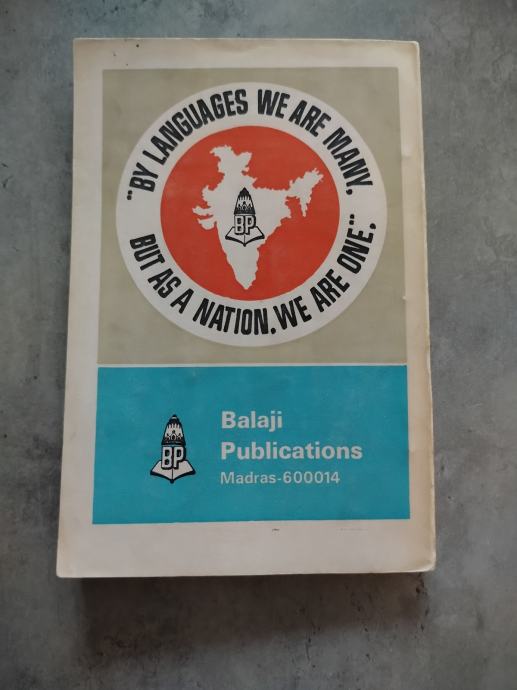 "BY LANGUAGES WE ARE MANY.
BUT AS A NATION. WE ARE ONE."
BP
BP
Balaji
Publications
Madras-600014